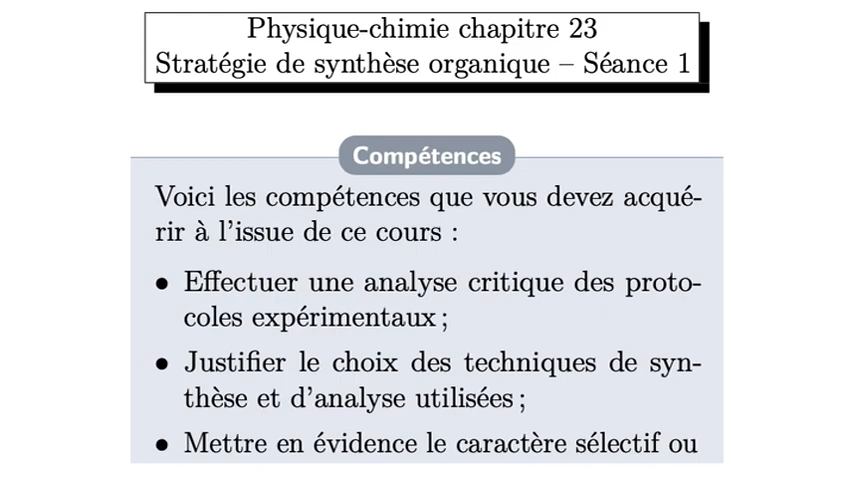 Physique-chimie chapitre 23
Stratégie de synthèse organique – Séance 1
Compétences
Voici les compétences que vous devez acqué-
rir à l'issue de ce cours :
• Effectuer une analyse critique des proto-
coles expérimentaux ;
• Justifier le choix des techniques de syn-
thèse et d'analyse utilisées ;
• Mettre en évidence le caractère sélectif ou